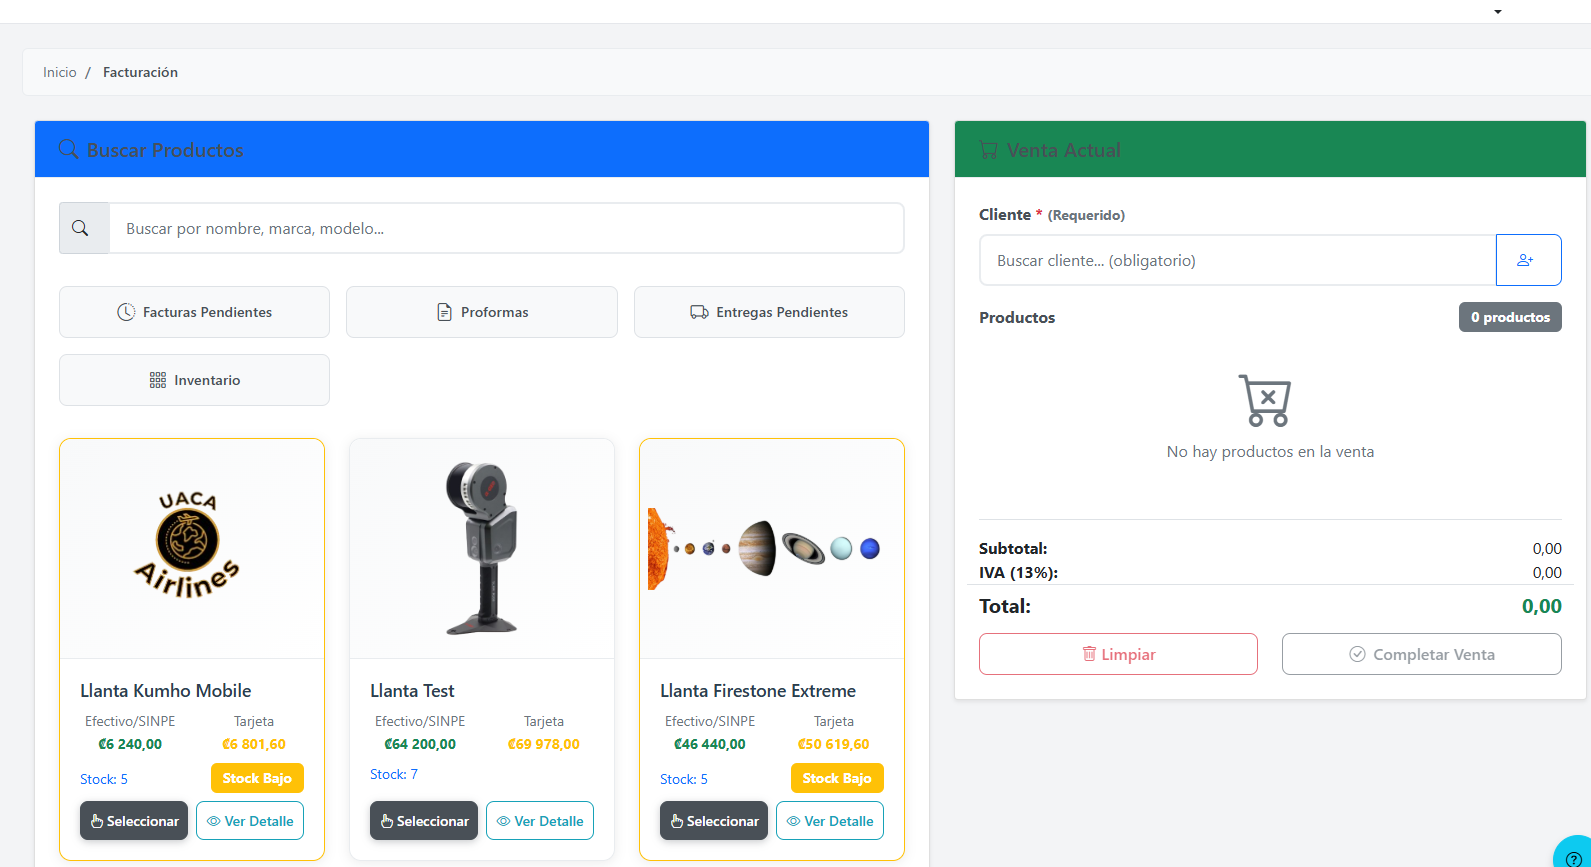 Inicio / Facturación
Buscar Productos
Buscar por nombre, marca, modelo...
Facturas Pendientes
Proformas
Entregas Pendientes
Inventario
UACA
Airlines
Llanta Kumho Mobile
Efectivo/SINPE Tarjeta
₡6 240,00 ₡6 801,60
Stock: 5 Stock Bajo
Seleccionar Ver Detalle
Llanta Test
Efectivo/SINPE Tarjeta
₡64 200,00 ₡69 978,00
Stock: 7
Seleccionar Ver Detalle
Llanta Firestone Extreme
Efectivo/SINPE Tarjeta
₡46 440,00 ₡50 619,60
Stock: 5 Stock Bajo
Seleccionar Ver Detalle
Venta Actual
Cliente * (Requerido)
Buscar cliente... (obligatorio)
Productos 0 productos
No hay productos en la venta
Subtotal: 0,00
IVA (13%): 0,00
Total: 0,00
Limpiar Completar Venta